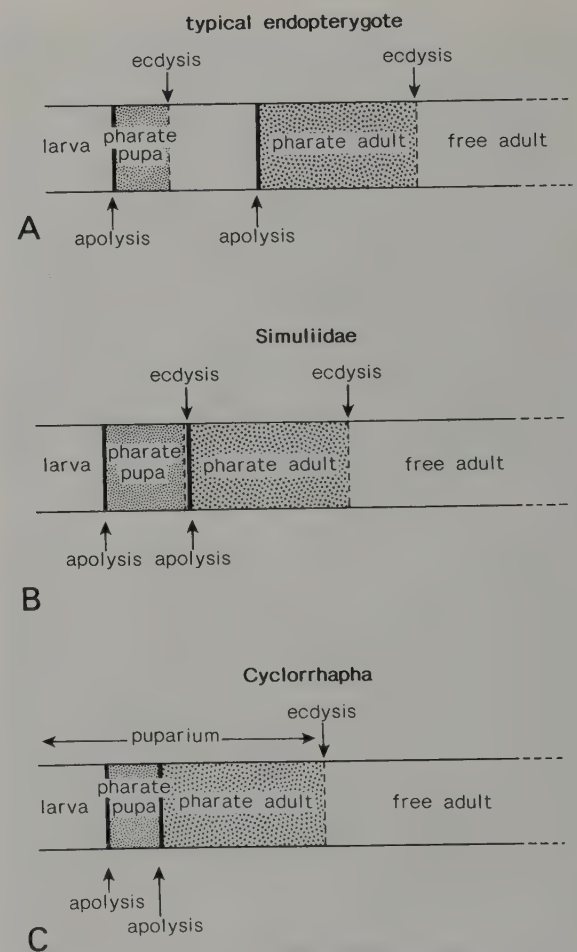 typical endopterygote
ecdysis
ecdysis
larva
pharate
pupa
pharate adult
free adult
apolysis
apolysis
A
Simuliidae
ecdysis
ecdysis
larva
pharate
pupa
pharate adult
free adult
apolysis
apolysis
B
Cyclorrhapha
ecdysis
puparium
larva
pharate
pupa
pharate adult
free adult
apolysis
apolysis
C